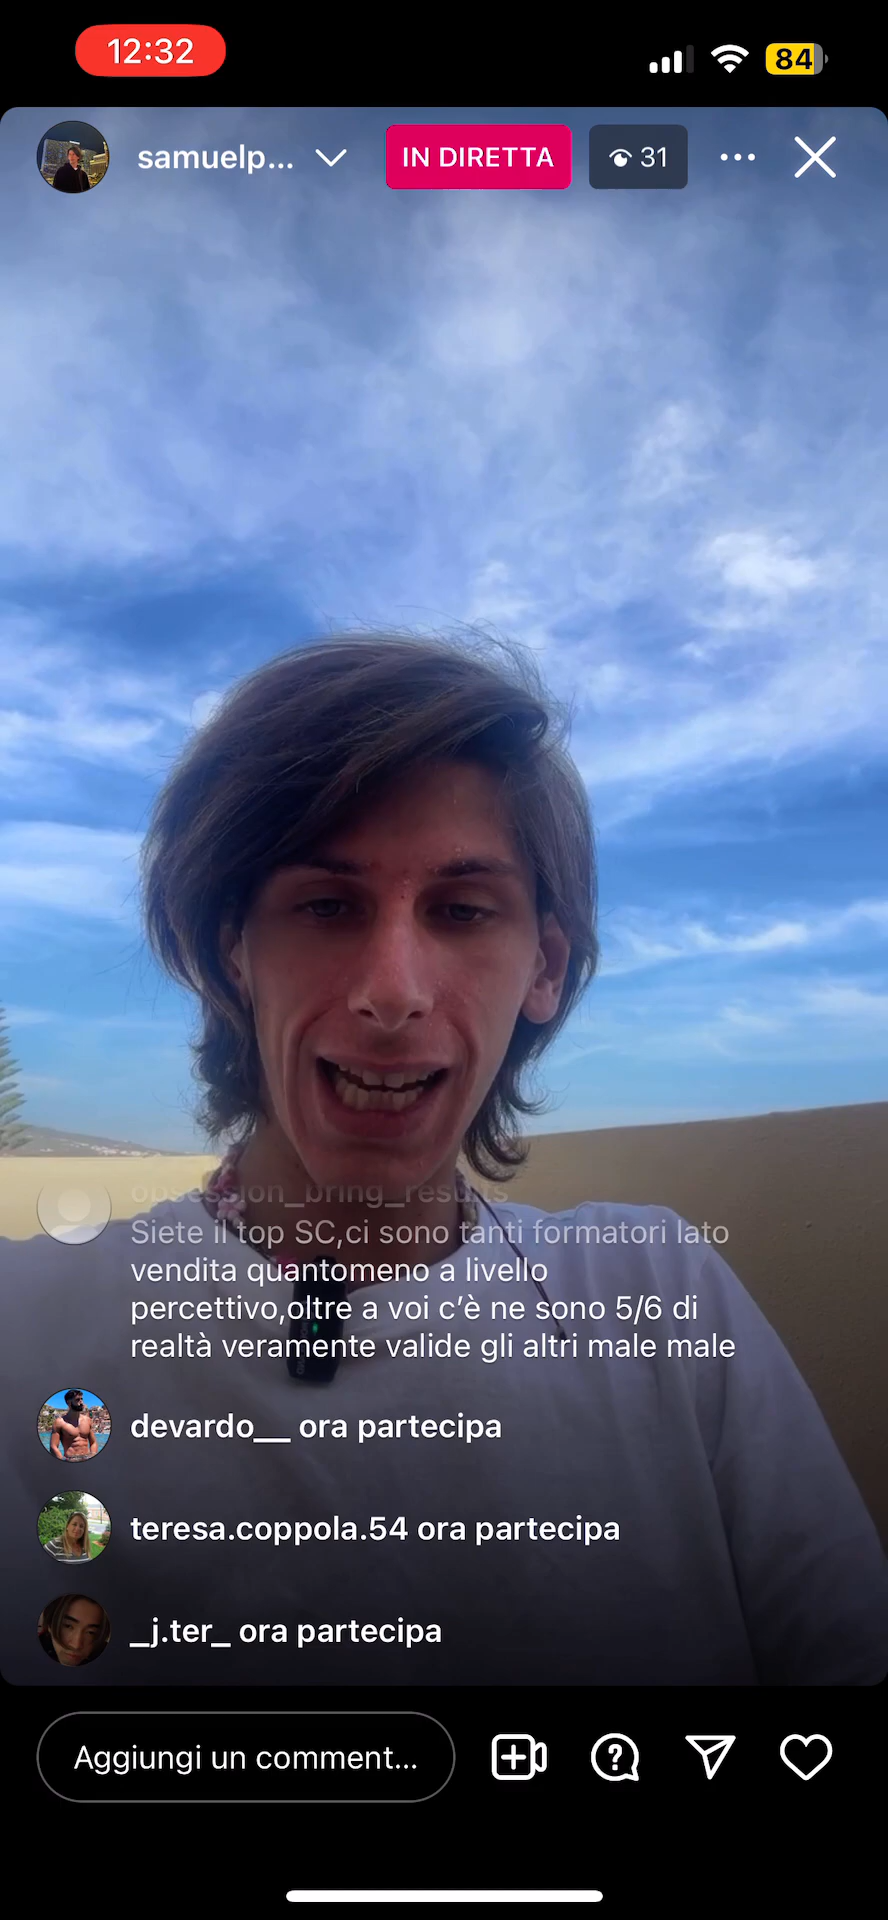 12:32
84
samuelp...
IN DIRETTA
31
obsession_bring_results
Siete il top SC,ci sono tanti formatori lato
vendita quantomeno a livello
percettivo,oltre a voi c’è ne sono 5/6 di
realtà veramente valide gli altri male male
devardo__ ora partecipa
teresa.coppola.54 ora partecipa
_j.ter_ ora partecipa
Aggiungi un comment...